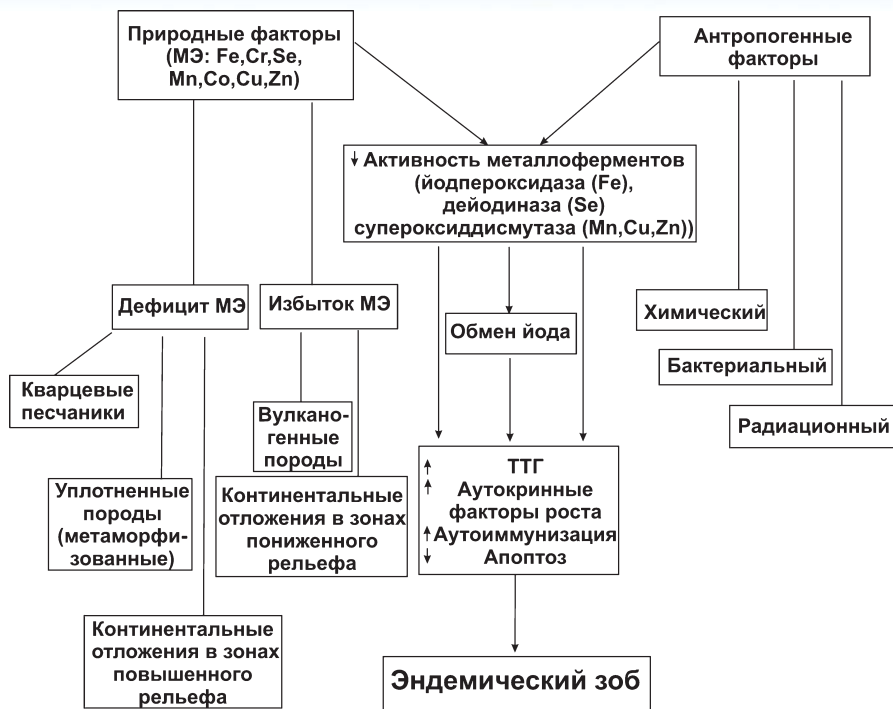 Природные факторы
(МЭ: Fe,Cr,Se,
Mn,Co,Cu,Zn)
Антропогенные
факторы
↓ Активность металлоферментов
(йодпероксидаза (Fe),
дейодиназа (Se)
супероксиддисмутаза (Mn,Cu,Zn))
Дефицит МЭ
Избыток МЭ
Химический
Обмен йода
Бактериальный
Кварцевые
песчаники
Вулкано-
генные
породы
Радиационный
Уплотненные
породы
(метаморфи-
зованные)
Континентальные
отложения в зонах
пониженного
рельефа
↑ ТТГ
↑ Аутокринные
факторы роста
↑ Аутоиммунизация
↓ Апоптоз
Континентальные
отложения в зонах
повышенного
рельефа
Эндемический зоб